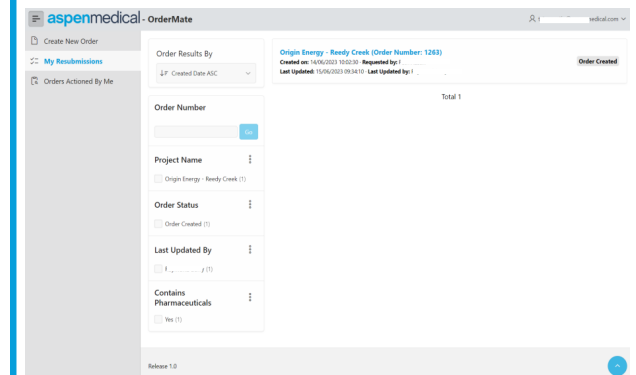 aspenmedical - OrderMate
edical.com
Create New Order
My Resubmissions
Orders Actioned By Me
Order Results By
Created Date ASC
Order Number
Go
Project Name
Origin Energy - Reedy Creek (1)
Order Status
Order Created (1)
Last Updated By
(1)
Contains
Pharmaceuticals
Yes (1)
Origin Energy - Reedy Creek (Order Number: 1263)
Created on: 14/06/2023 10:02:30 - Requested by:
Last Updated: 15/06/2023 09:34:10 - Last Updated by:
Order Created
Total 1
Release 1.0